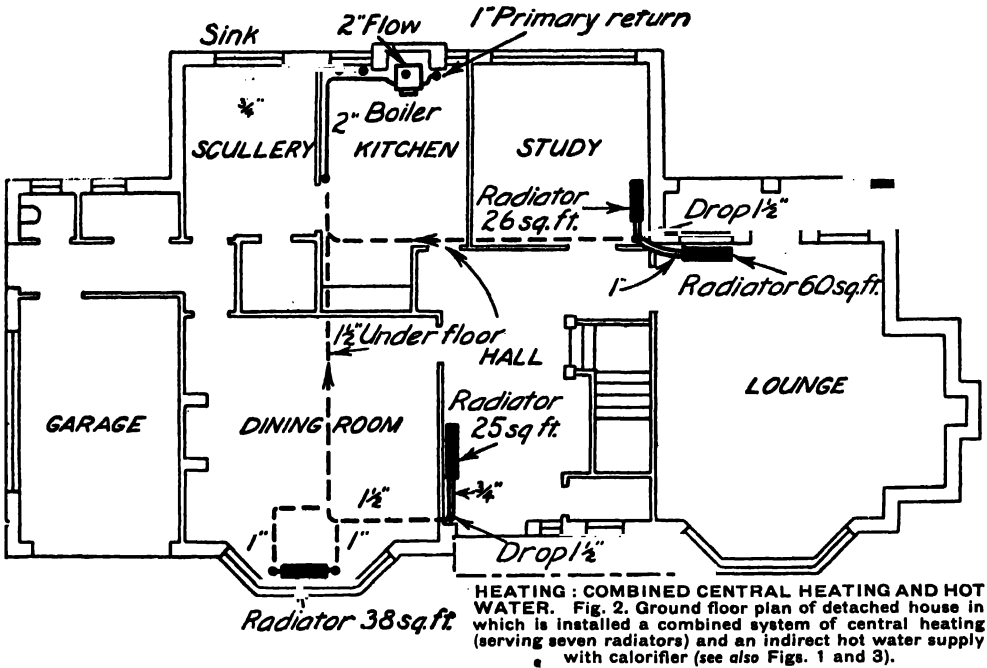 Sink
2" Flow
1" Primary return
¾"
2"
Boiler
SCULLERY
KITCHEN
STUDY
Radiator
26 sq. ft.
Drop 1½"
1"
Radiator 60 sq. ft.
1½" Under floor
HALL
LOUNGE
GARAGE
DINING ROOM
Radiator
25 sq ft.
¾"
1½"
1"
1"
Drop 1½"
Radiator 38 sq. ft.
HEATING : COMBINED CENTRAL HEATING AND HOT
WATER. Fig. 2. Ground floor plan of detached house in
which is installed a combined system of central heating
(serving seven radiators) and an indirect hot water supply
with calorifier (see also Figs. 1 and 3).